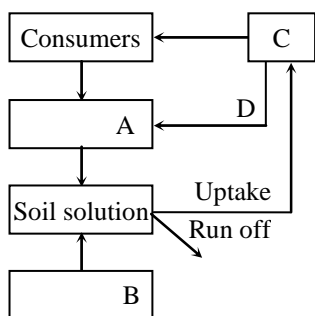 Consumers
C
A
D
Soil solution
Uptake
Run off
B